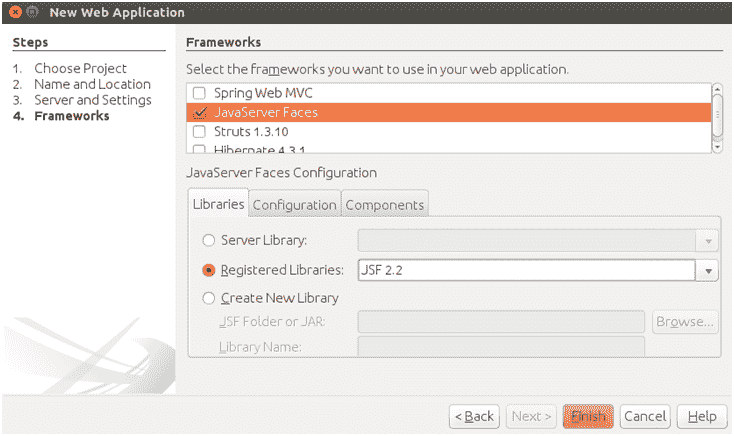 New Web Application
Steps
1. Choose Project
2. Name and Location
3. Server and Settings
4. Frameworks
Frameworks
Select the frameworks you want to use in your web application.
Spring Web MVC
JavaServer Faces
Struts 1.3.10
Hibernate 4.3.1
JavaServer Faces Configuration
Libraries Configuration Components
Server Library:
Registered Libraries: JSF 2.2
Create New Library
JSF Folder or JAR: Browse...
Library Name:
< Back Next > Finish Cancel Help